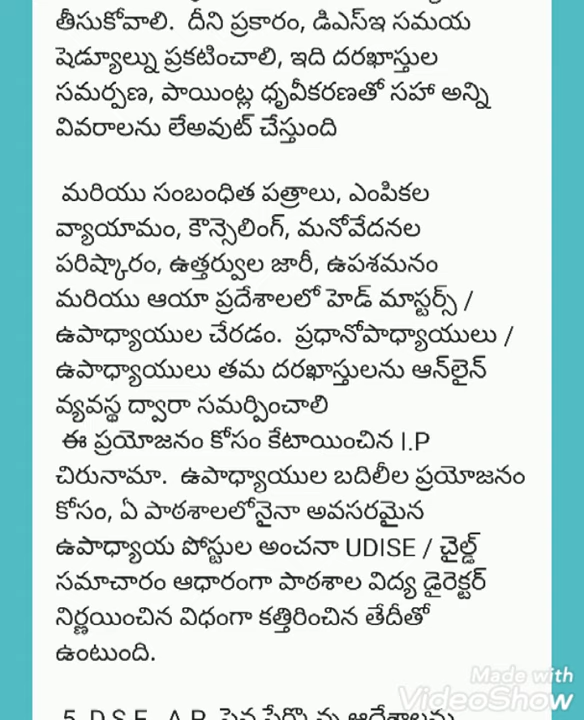 తీసుకోవాలి. దీని ప్రకారం, డిఎస్ఇ సమయ
షెడ్యూల్ను ప్రకటించాలి, ఇది దరఖాస్తుల
సమర్పణ, పాయింట్ల ధృవీకరణతో సహా అన్ని
వివరాలను లేఅవుట్ చేస్తుంది
మరియు సంబంధిత పత్రాలు, ఎంపికల
వ్యాయామం, కౌన్సెలింగ్, మనోవేదనల
పరిష్కారం, ఉత్తర్వుల జారీ, ఉపశమనం
మరియు ఆయా ప్రదేశాలలో హెడ్ మాస్టర్స్ /
ఉపాధ్యాయుల చేరడం. ప్రధానోపాధ్యాయులు /
ఉపాధ్యాయులు తమ దరఖాస్తులను ఆన్‌లైన్
వ్యవస్థ ద్వారా సమర్పించాలి
ఈ ప్రయోజనం కోసం కేటాయించిన I.P
చిరునామా. ఉపాధ్యాయుల బదిలీల ప్రయోజనం
కోసం, ఏ పాఠశాలలోనైనా అవసరమైన
ఉపాధ్యాయ పోస్టుల అంచనా UDISE / చైల్డ్
సమాచారం ఆధారంగా పాఠశాల విద్య డైరెక్టర్
నిర్ణయించిన విధంగా కత్తిరించిన తేదీతో
ఉంటుంది.
Made with
VideoShow
5. D.S.E., A.P. పైన పేర్కొన్న ఆదేశాలను